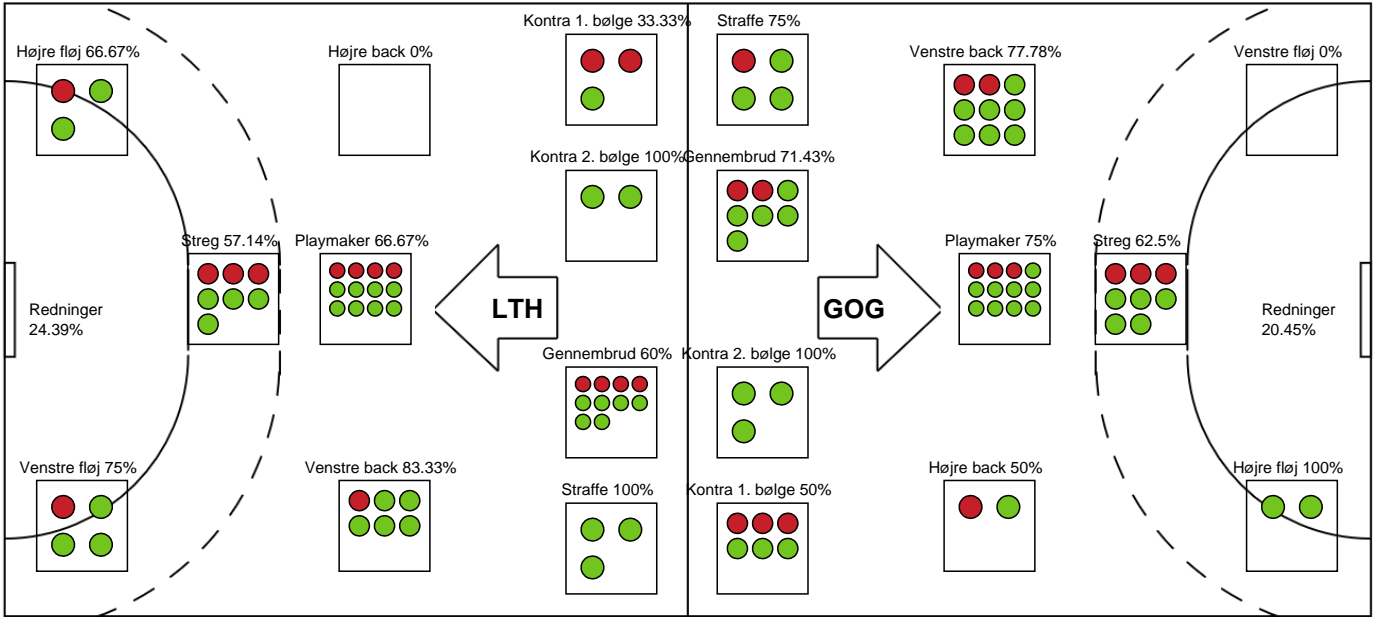 Kontra 1. bølge 33.33%
Straffe 75%
Højre fløj 66.67%
Højre back 0%
Venstre back 77.78%
Venstre fløj 0%
Kontra 2. bølge 100%
Gennembrud 71.43%
Streg 57.14%
Playmaker 66.67%
Playmaker 75%
Streg 62.5%
Redninger
24.39%
LTH
GOG
Redninger
20.45%
Gennembrud 60%
Kontra 2. bølge 100%
Venstre fløj 75%
Venstre back 83.33%
Straffe 100%
Kontra 1. bølge 50%
Højre back 50%
Højre fløj 100%